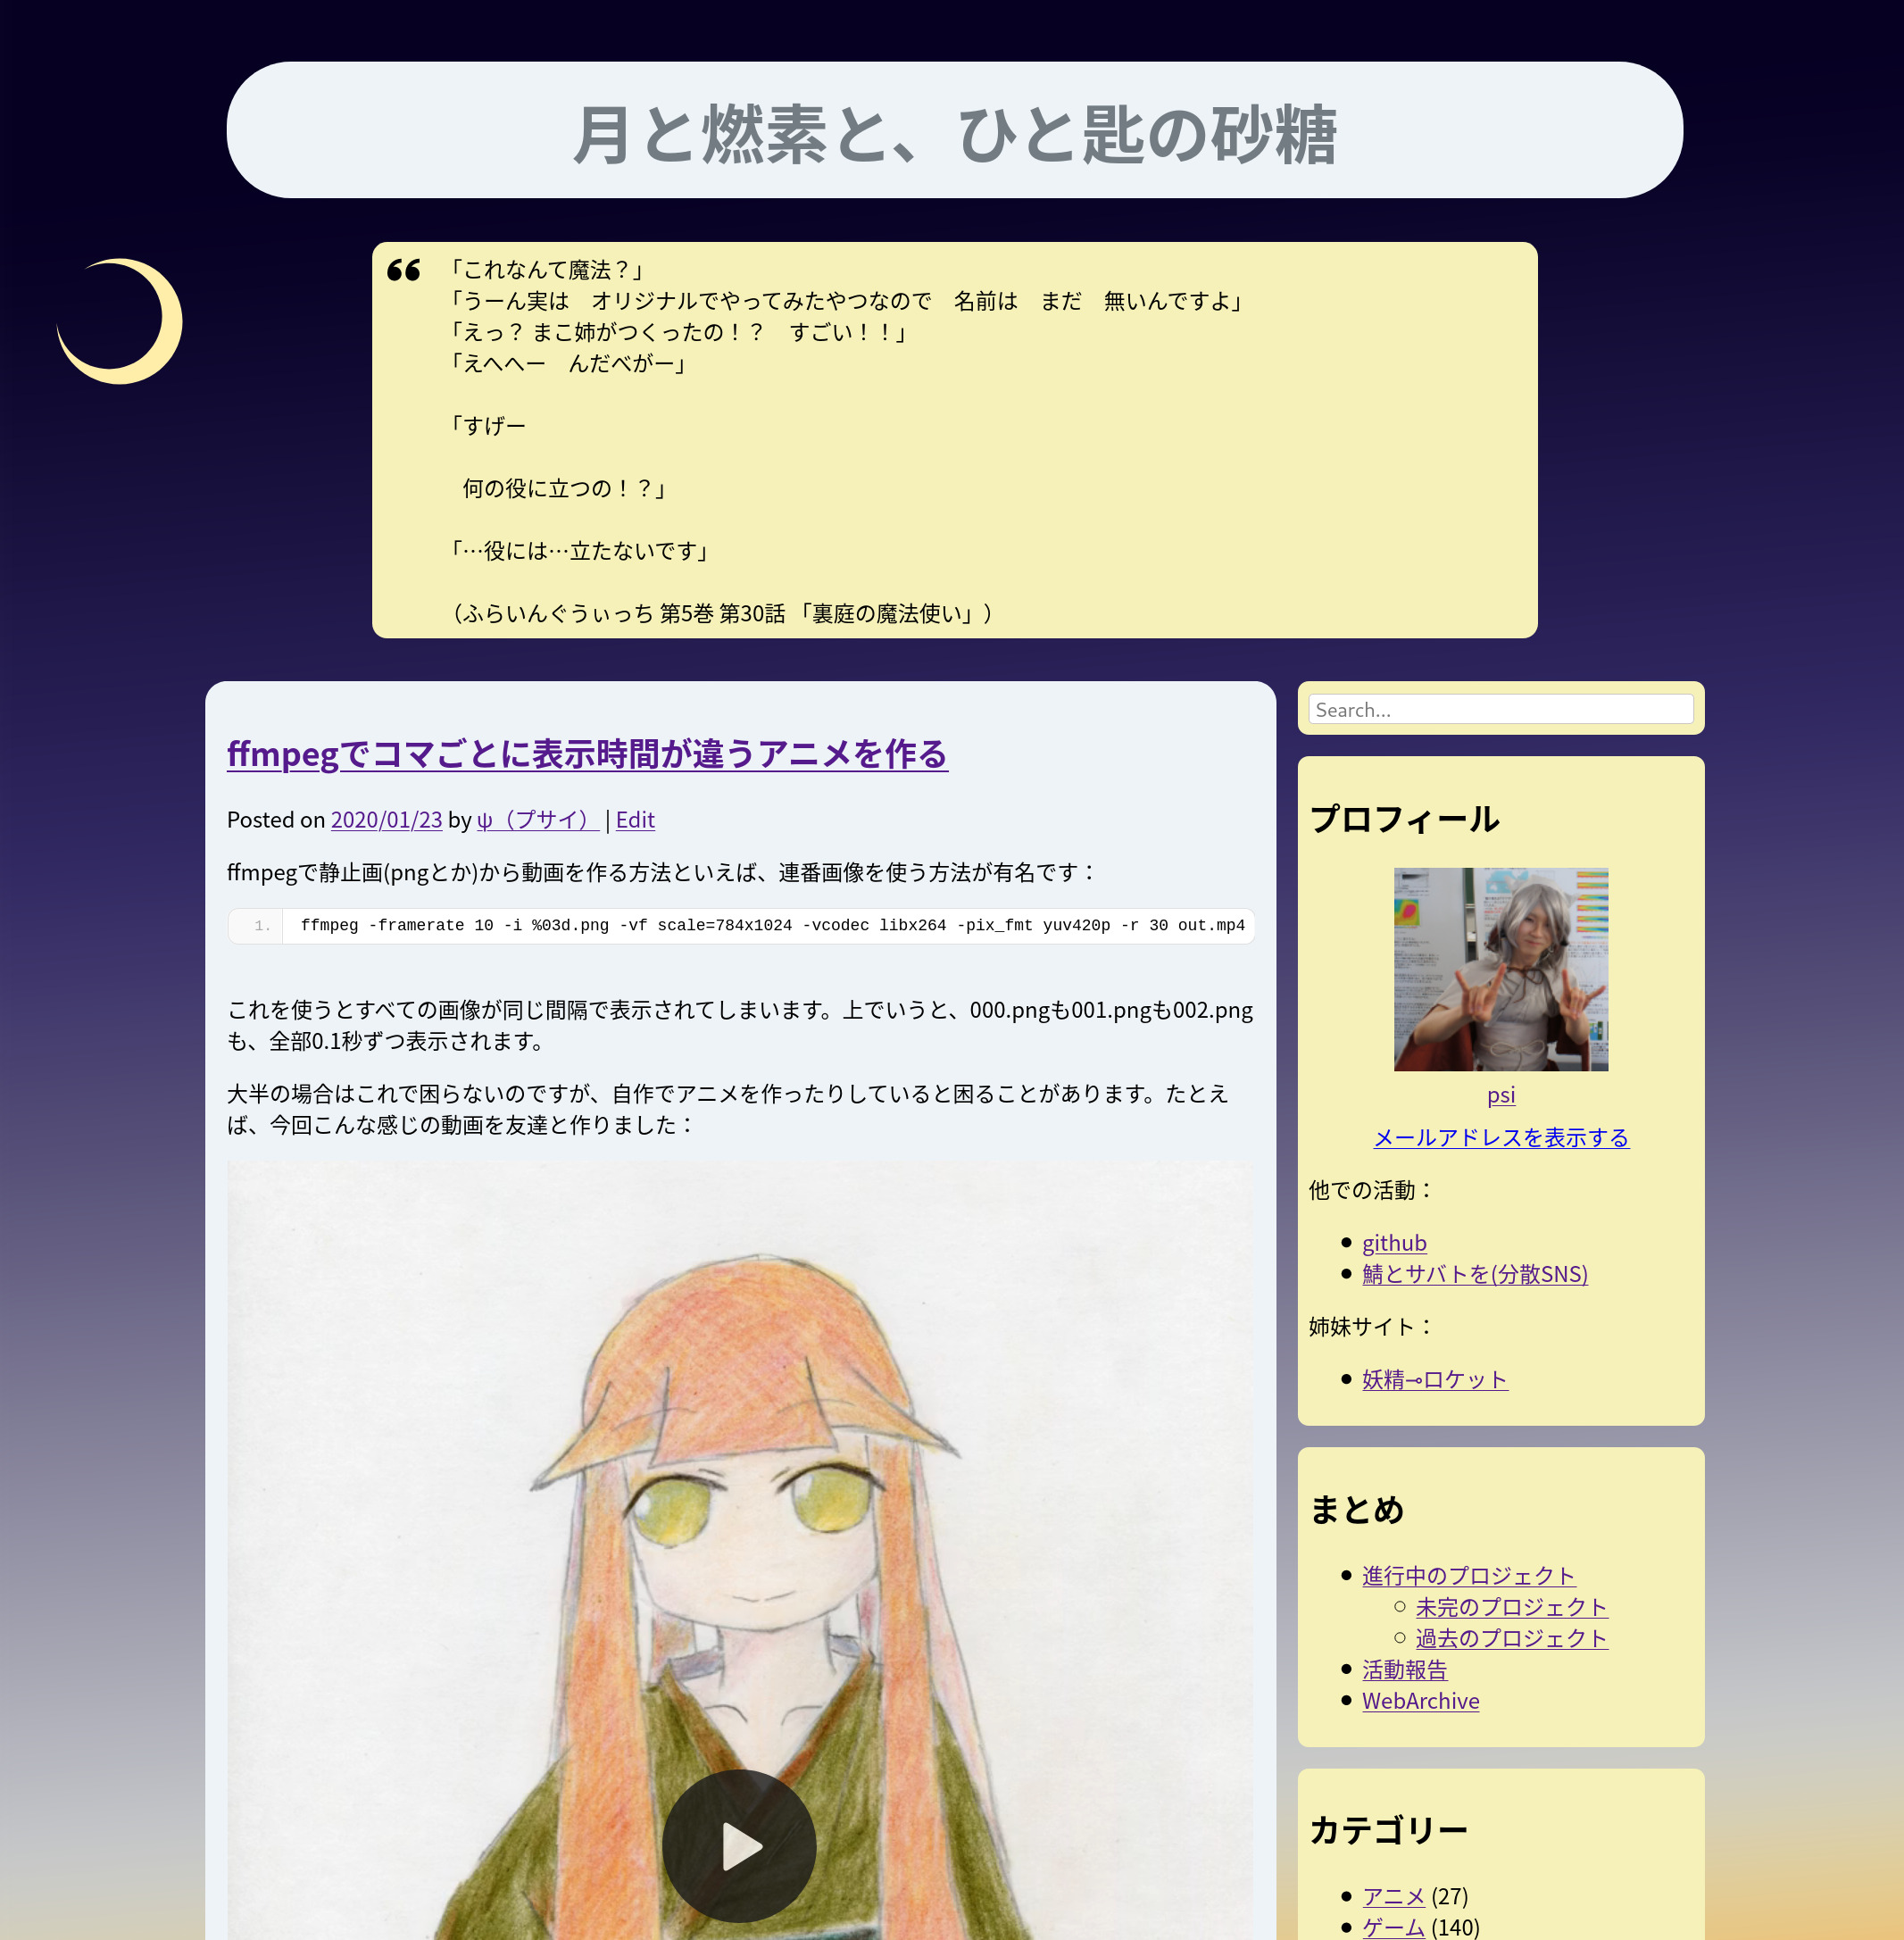 月と燃素と、ひと匙の砂糖
「これなんて魔法？」
「うーん実は　オリジナルでやってみたやつなので　名前は　まだ　無いんですよ」
「えっ？ まこ姉がつくったの！？　すごい！！」
「えへへー　んだべがー」
「すげー
何の役に立つの！？」
「…役には…立たないです」
（ふらいんぐうぃっち 第5巻 第30話 「裏庭の魔法使い」）
ffmpegでコマごとに表示時間が違うアニメを作る
Posted on 2020/01/23 by ψ（プサイ） | Edit
ffmpegで静止画(pngとか)から動画を作る方法といえば、連番画像を使う方法が有名です：
1. ffmpeg -framerate 10 -i %03d.png -vf scale=784x1024 -vcodec libx264 -pix_fmt yuv420p -r 30 out.mp4
これを使うとすべての画像が同じ間隔で表示されてしまいます。上でいうと、000.pngも001.pngも002.png
も、全部0.1秒ずつ表示されます。
大半の場合はこれで困らないのですが、自作でアニメを作ったりしていると困ることがあります。たとえ
ば、今回こんな感じの動画を友達と作りました：
Search...
プロフィール
psi
メールアドレスを表示する
他での活動：
github
鯖とサバトを(分散SNS)
姉妹サイト：
妖精⊸ロケット
まとめ
進行中のプロジェクト
未完のプロジェクト
過去のプロジェクト
活動報告
WebArchive
カテゴリー
アニメ (27)
ゲーム (140)